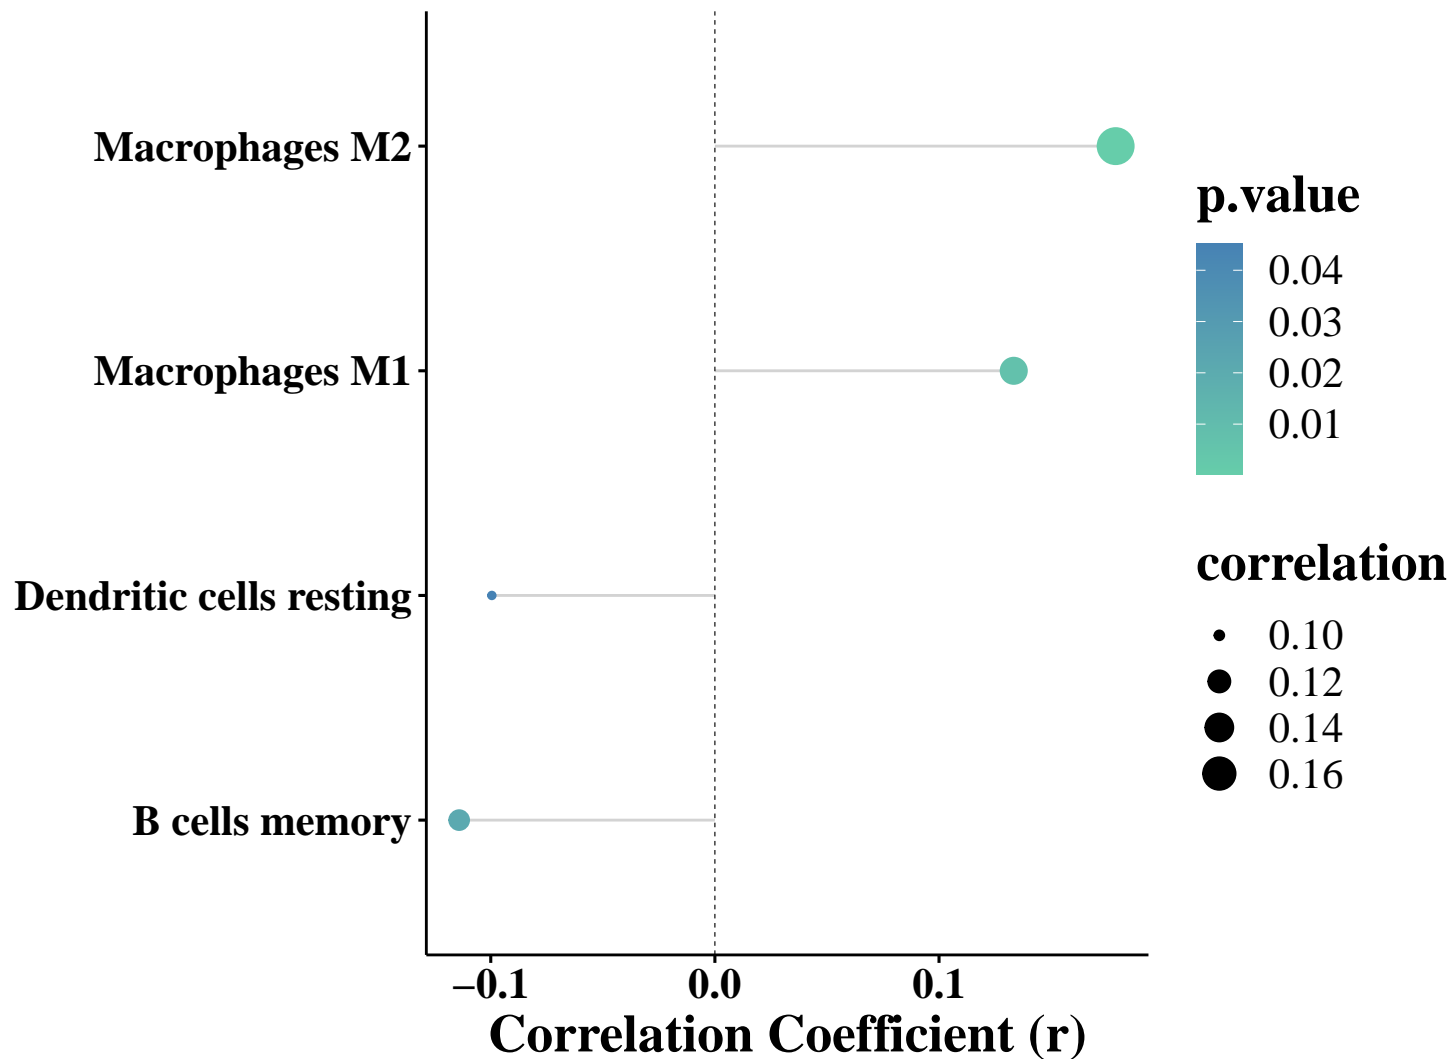 Macrophages M2
Macrophages M1
Dendritic cells resting
B cells memory
−0.1
0.0
0.1
Correlation Coefficient (r)
p.value
0.04
0.03
0.02
0.01
correlation
0.10
0.12
0.14
0.16